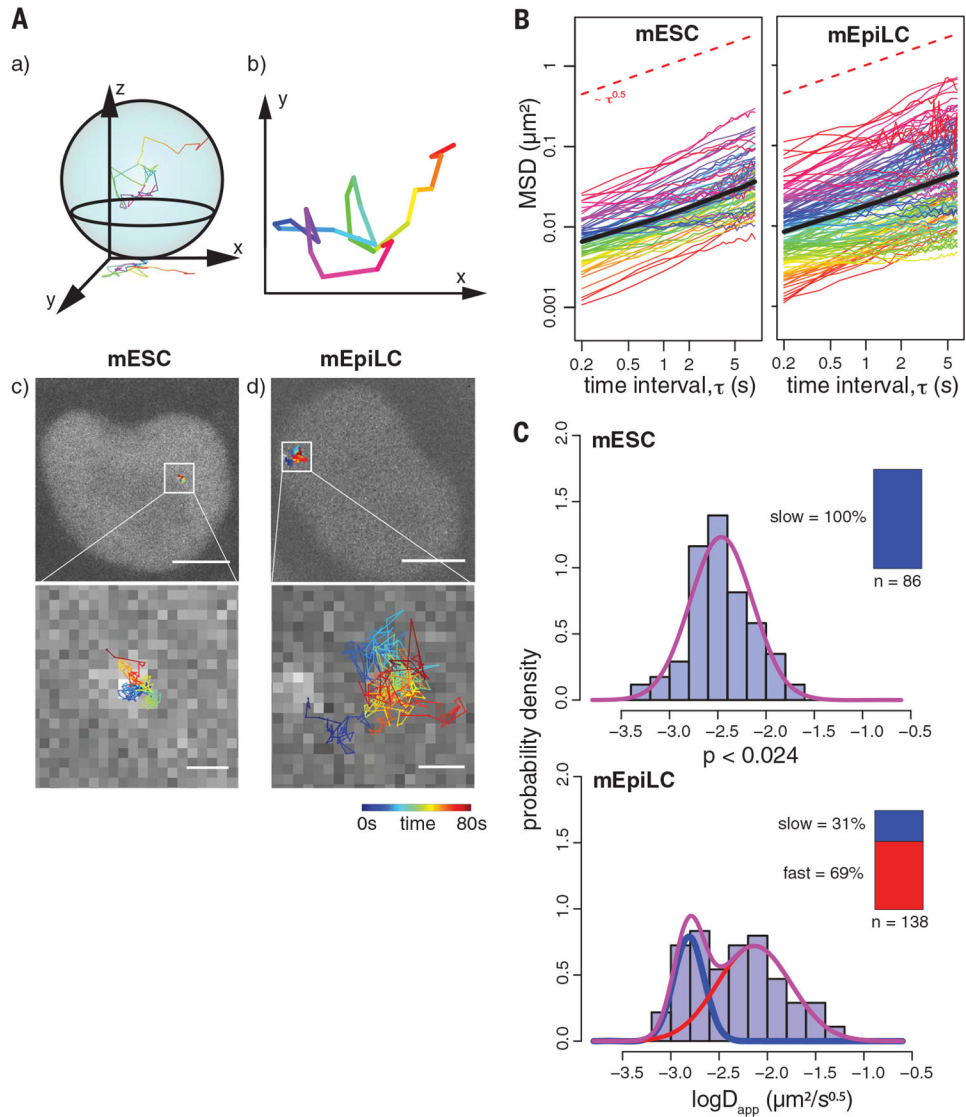 A
a)
z
x
y
b)
y
x
mESC
mEpiLC
c)
d)
0s time 80s
B
mESC
mEpiLC
MSD (µm²)
1
0.1
0.01
0.001
~ τ^0.5
0.2 0.5 1 2 5
0.2 0.5 1 2 5
time interval, τ (s)
time interval, τ (s)
C
mESC
probability density
2.0
1.5
1.0
0.5
0.0
slow = 100%
n = 86
-3.5 -3.0 -2.5 -2.0 -1.5 -1.0 -0.5
p < 0.024
mEpiLC
2.0
1.5
1.0
0.5
0.0
slow = 31%
fast = 69%
n = 138
-3.5 -3.0 -2.5 -2.0 -1.5 -1.0 -0.5
logD_app (µm²/s^0.5)